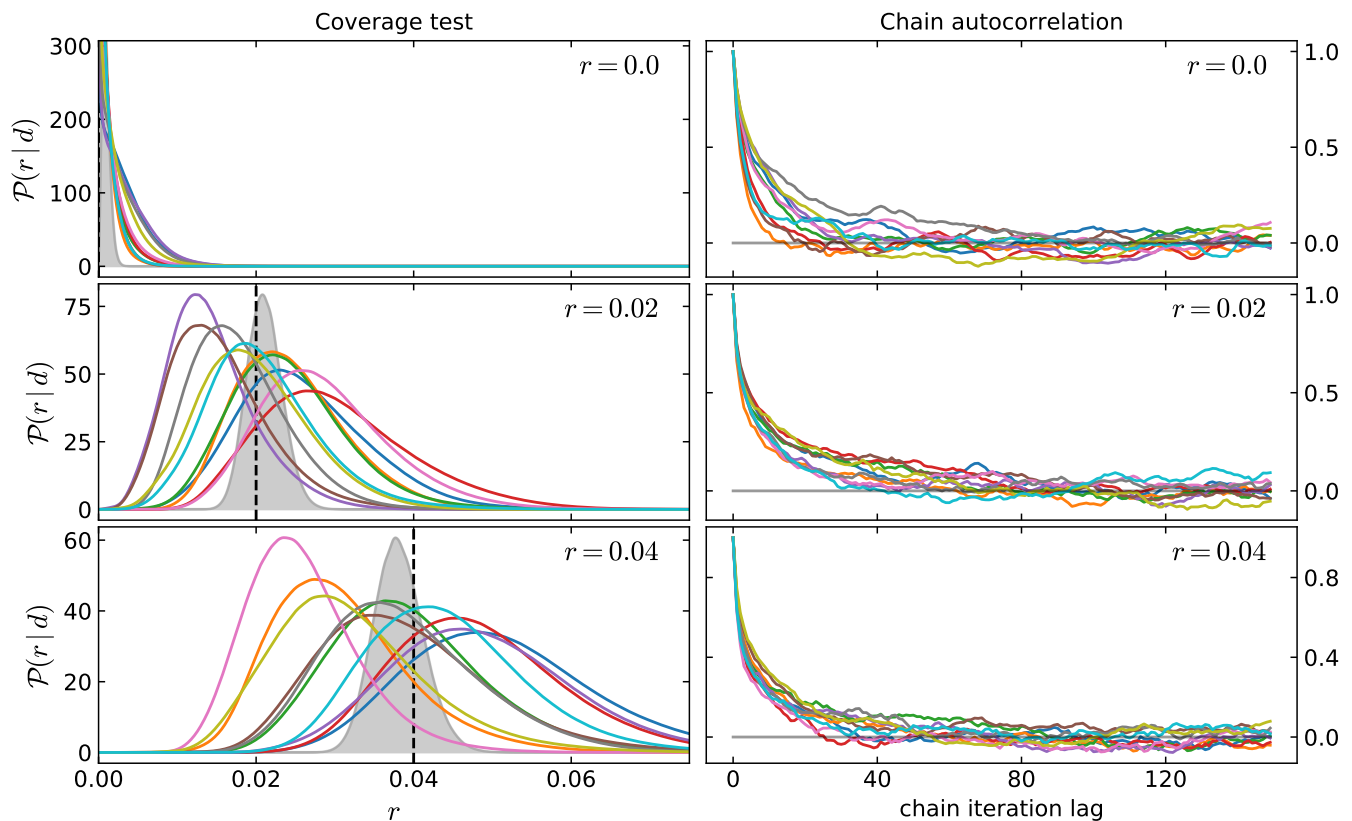 Coverage test
Chain autocorrelation
300
200
100
0
𝒫(r | d)
r = 0.0
r = 0.0
1.0
0.5
0.0
75
50
25
0
𝒫(r | d)
r = 0.02
r = 0.02
1.0
0.5
0.0
60
40
20
0
𝒫(r | d)
r = 0.04
r = 0.04
0.8
0.4
0.0
0.00 0.02 0.04 0.06
0 40 80 120
r
chain iteration lag